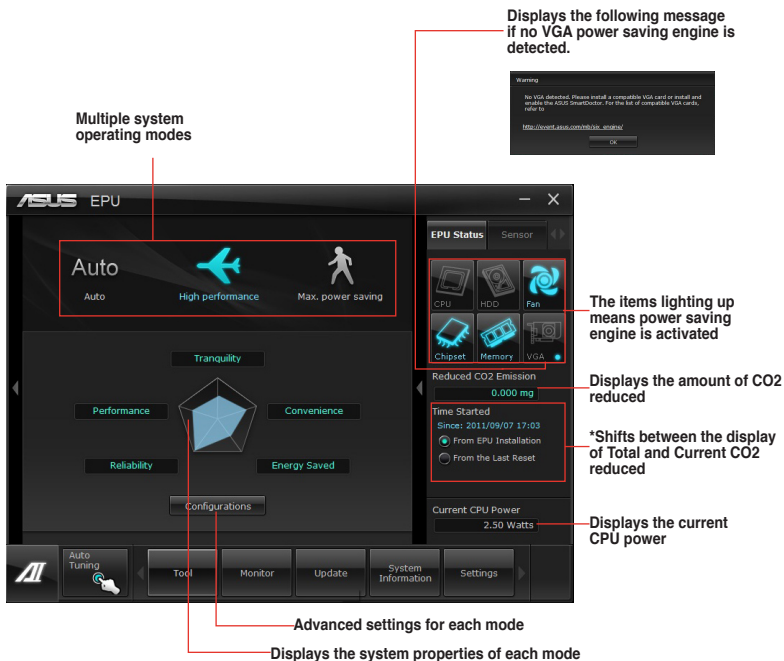 Displays the following message
if no VGA power saving engine is
detected.
Warning
No VGA detected. Please install a compatible VGA card or install and
enable the ASUS SmartDoctor. For the list of compatible VGA cards,
refer to
http://event.asus.com/mb/six_engine/
OK
Multiple system
operating modes
ASUS EPU
Auto
Auto
High performance
Max. power saving
EPU Status
Sensor
CPU
HDD
Fan
Chipset
Memory
VGA
The items lighting up
means power saving
engine is activated
Tranquility
Performance
Convenience
Reliability
Energy Saved
Configurations
Reduced CO2 Emission
0.000 mg
Displays the amount of CO2
reduced
Time Started
Since: 2011/09/07 17:03
From EPU Installation
From the Last Reset
*Shifts between the display
of Total and Current CO2
reduced
Current CPU Power
2.50 Watts
Displays the current
CPU power
AI
Auto
Tuning
Tool
Monitor
Update
System
Information
Settings
Advanced settings for each mode
Displays the system properties of each mode